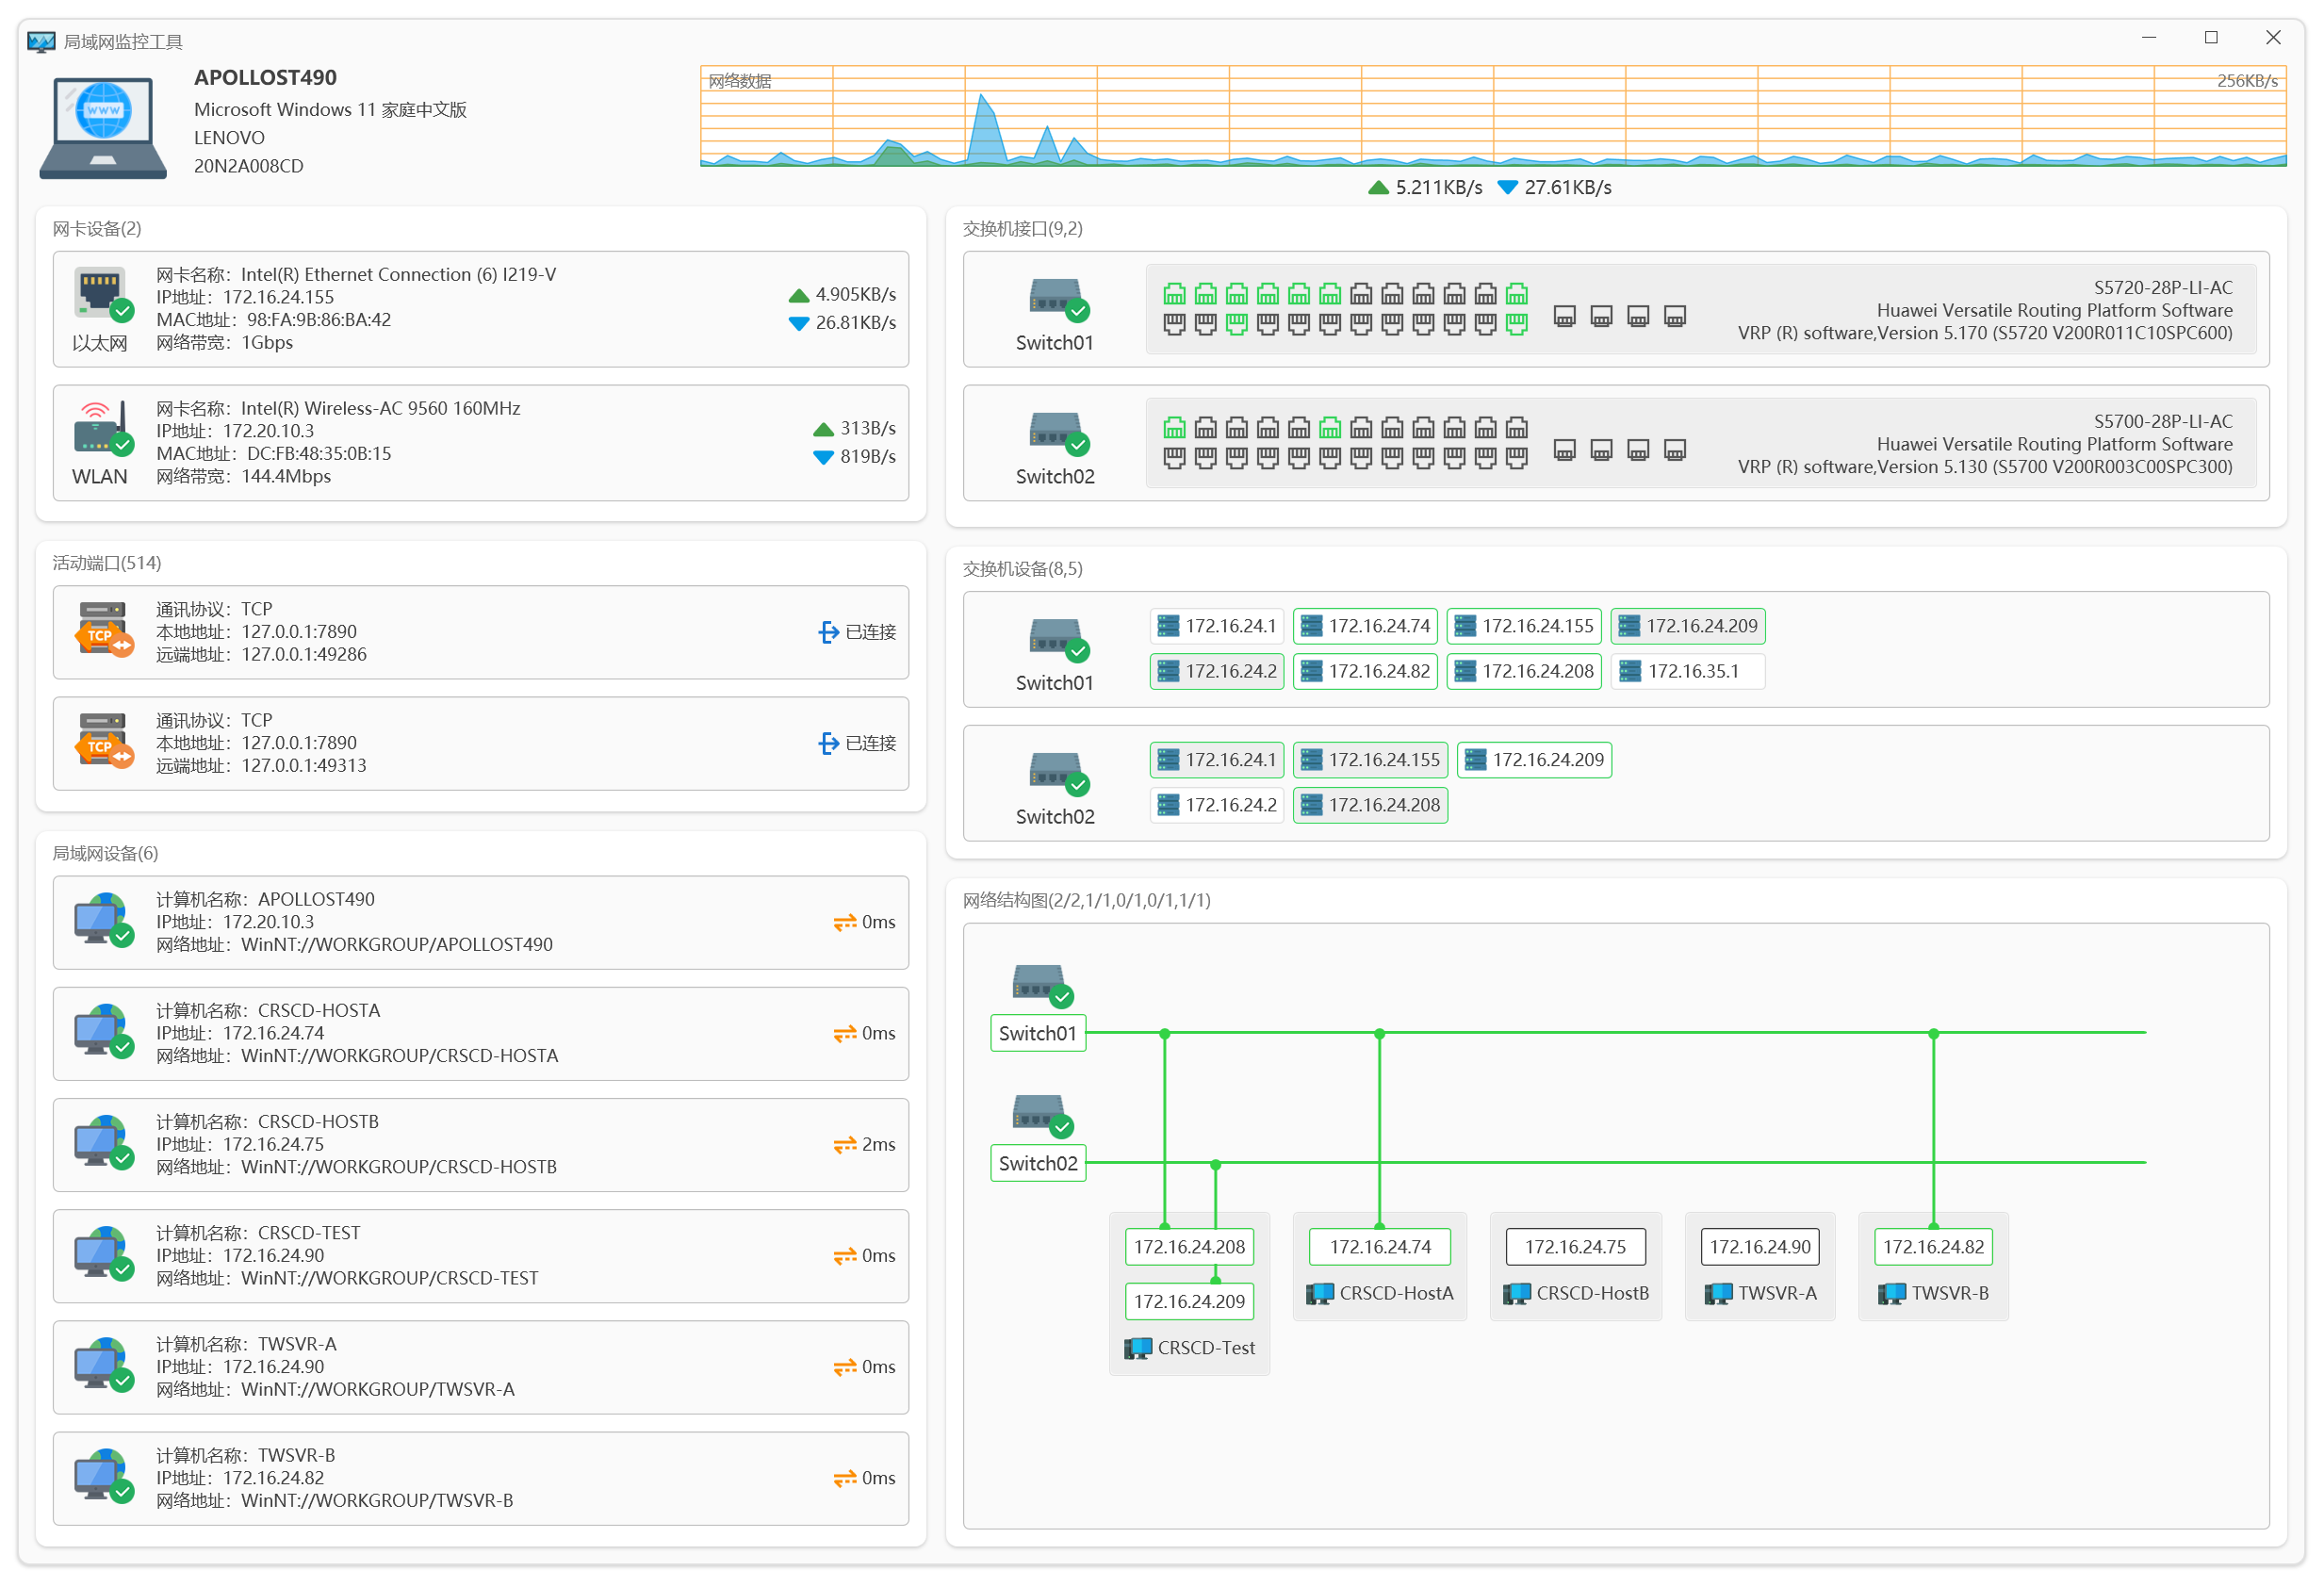 局域网监控工具
APOLLOST490
Microsoft Windows 11 家庭中文版
LENOVO
20N2A008CD
网络数据
256KB/s
5.211KB/s 27.61KB/s
网卡设备(2)
以太网
网卡名称：Intel(R) Ethernet Connection (6) I219-V
IP地址：172.16.24.155
MAC地址：98:FA:9B:86:BA:42
网络带宽：1Gbps
4.905KB/s
26.81KB/s
WLAN
网卡名称：Intel(R) Wireless-AC 9560 160MHz
IP地址：172.20.10.3
MAC地址：DC:FB:48:35:0B:15
网络带宽：144.4Mbps
313B/s
819B/s
活动端口(514)
TCP
通讯协议：TCP
本地地址：127.0.0.1:7890
远端地址：127.0.0.1:49286
已连接
TCP
通讯协议：TCP
本地地址：127.0.0.1:7890
远端地址：127.0.0.1:49313
已连接
局域网设备(6)
计算机名称：APOLLOST490
IP地址：172.20.10.3
网络地址：WinNT://WORKGROUP/APOLLOST490
0ms
计算机名称：CRSCD-HOSTA
IP地址：172.16.24.74
网络地址：WinNT://WORKGROUP/CRSCD-HOSTA
0ms
计算机名称：CRSCD-HOSTB
IP地址：172.16.24.75
网络地址：WinNT://WORKGROUP/CRSCD-HOSTB
2ms
计算机名称：CRSCD-TEST
IP地址：172.16.24.90
网络地址：WinNT://WORKGROUP/CRSCD-TEST
0ms
计算机名称：TWSVR-A
IP地址：172.16.24.90
网络地址：WinNT://WORKGROUP/TWSVR-A
0ms
计算机名称：TWSVR-B
IP地址：172.16.24.82
网络地址：WinNT://WORKGROUP/TWSVR-B
0ms
交换机接口(9,2)
Switch01
S5720-28P-LI-AC
Huawei Versatile Routing Platform Software
VRP (R) software,Version 5.170 (S5720 V200R011C10SPC600)
Switch02
S5700-28P-LI-AC
Huawei Versatile Routing Platform Software
VRP (R) software,Version 5.130 (S5700 V200R003C00SPC300)
交换机设备(8,5)
Switch01
172.16.24.1 172.16.24.74 172.16.24.155 172.16.24.209
172.16.24.2 172.16.24.82 172.16.24.208 172.16.35.1
Switch02
172.16.24.1 172.16.24.155 172.16.24.209
172.16.24.2 172.16.24.208
网络结构图(2/2,1/1,0/1,0/1,1/1)
Switch01
Switch02
172.16.24.208 172.16.24.74 172.16.24.75 172.16.24.90 172.16.24.82
172.16.24.209 CRSCD-HostA CRSCD-HostB TWSVR-A TWSVR-B
CRSCD-Test
WWW